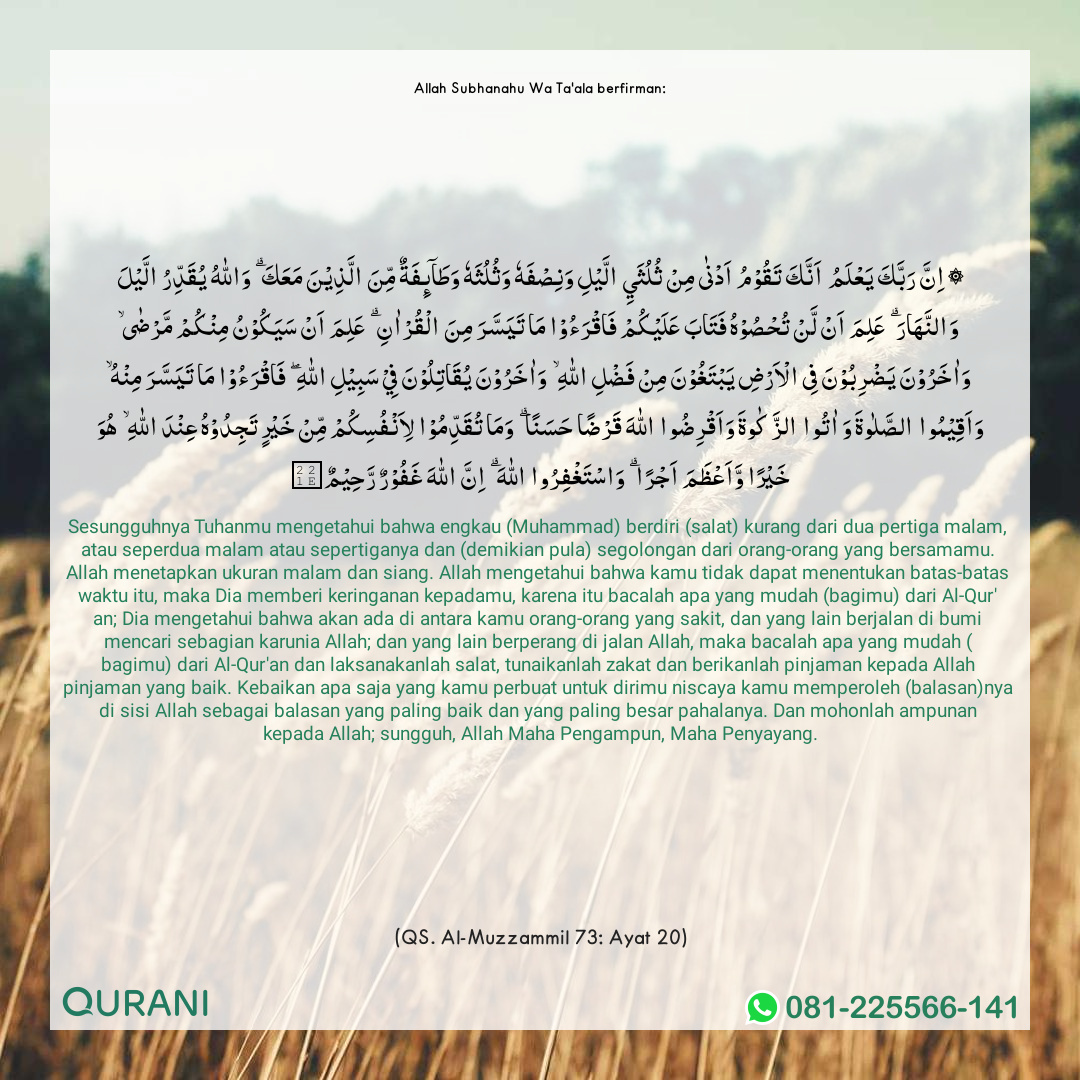 Allah Subhanahu Wa Ta'ala berfirman:
۞ اِنَّ رَبَّكَ يَعْلَمُ اَنَّكَ تَقُوْمُ اَدْنٰى مِنْ ثُلُثَيِ الَّيْلِ وَنِصْفَهٗ وَثُلُثَهٗ وَطَاۤىِٕفَةٌ مِّنَ الَّذِيْنَ مَعَكَۗ وَاللّٰهُ يُقَدِّرُ الَّيْلَ
وَالنَّهَارَۗ عَلِمَ اَنْ لَّنْ تُحْصُوْهُ فَتَابَ عَلَيْكُمْ فَاقْرَءُوْا مَا تَيَسَّرَ مِنَ الْقُرْاٰنِۗ عَلِمَ اَنْ سَيَكُوْنُ مِنْكُمْ مَّرْضٰىۙ
وَاٰخَرُوْنَ يَضْرِبُوْنَ فِى الْاَرْضِ يَبْتَغُوْنَ مِنْ فَضْلِ اللّٰهِۙ وَاٰخَرُوْنَ يُقَاتِلُوْنَ فِيْ سَبِيْلِ اللّٰهِۖ فَاقْرَءُوْا مَا تَيَسَّرَ مِنْهُۙ
وَاَقِيْمُوا الصَّلٰوةَ وَاٰتُوا الزَّكٰوةَ وَاَقْرِضُوا اللّٰهَ قَرْضًا حَسَنًاۗ وَمَا تُقَدِّمُوْا لِاَنْفُسِكُمْ مِّنْ خَيْرٍ تَجِدُوْهُ عِنْدَ اللّٰهِۙ هُوَ
خَيْرًا وَّاَعْظَمَ اَجْرًاۗ وَاسْتَغْفِرُوا اللّٰهَۗ اِنَّ اللّٰهَ غَفُوْرٌ رَّحِيْمٌ
Sesungguhnya Tuhanmu mengetahui bahwa engkau (Muhammad) berdiri (salat) kurang dari dua pertiga malam,
atau seperdua malam atau sepertiganya dan (demikian pula) segolongan dari orang-orang yang bersamamu.
Allah menetapkan ukuran malam dan siang. Allah mengetahui bahwa kamu tidak dapat menentukan batas-batas
waktu itu, maka Dia memberi keringanan kepadamu, karena itu bacalah apa yang mudah (bagimu) dari Al-Qur'
an; Dia mengetahui bahwa akan ada di antara kamu orang-orang yang sakit, dan yang lain berjalan di bumi
mencari sebagian karunia Allah; dan yang lain berperang di jalan Allah, maka bacalah apa yang mudah (
bagimu) dari Al-Qur'an dan laksanakanlah salat, tunaikanlah zakat dan berikanlah pinjaman kepada Allah
pinjaman yang baik. Kebaikan apa saja yang kamu perbuat untuk dirimu niscaya kamu memperoleh (balasan)nya
di sisi Allah sebagai balasan yang paling baik dan yang paling besar pahalanya. Dan mohonlah ampunan
kepada Allah; sungguh, Allah Maha Pengampun, Maha Penyayang.
(QS. Al-Muzzammil 73: Ayat 20)
QURANI
081-225566-141